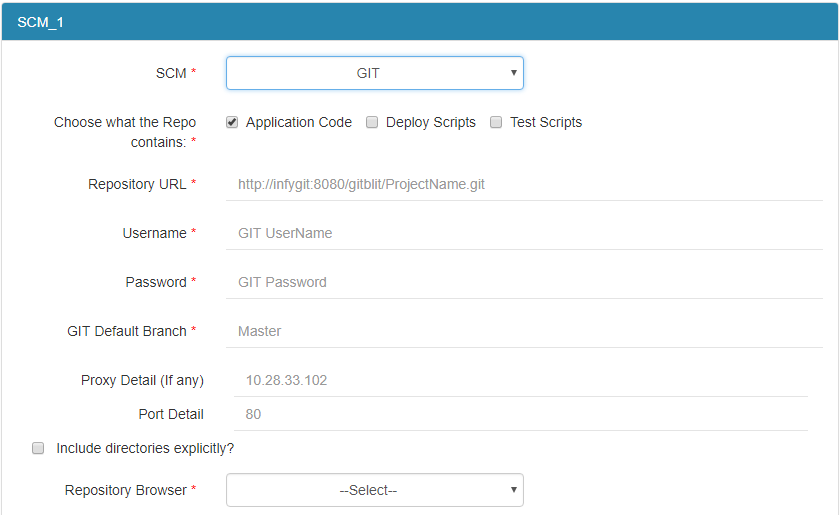 SCM_1
SCM * GIT
Choose what the Repo contains: * Application Code Deploy Scripts Test Scripts
Repository URL * http://infygit:8080/gitblit/ProjectName.git
Username * GIT UserName
Password * GIT Password
GIT Default Branch * Master
Proxy Detail (If any) 10.28.33.102
Port Detail 80
Include directories explicitly?
Repository Browser * --Select--